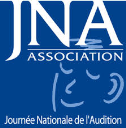 JNA
ASSOCIATION
Journée Nationale de l'Audition